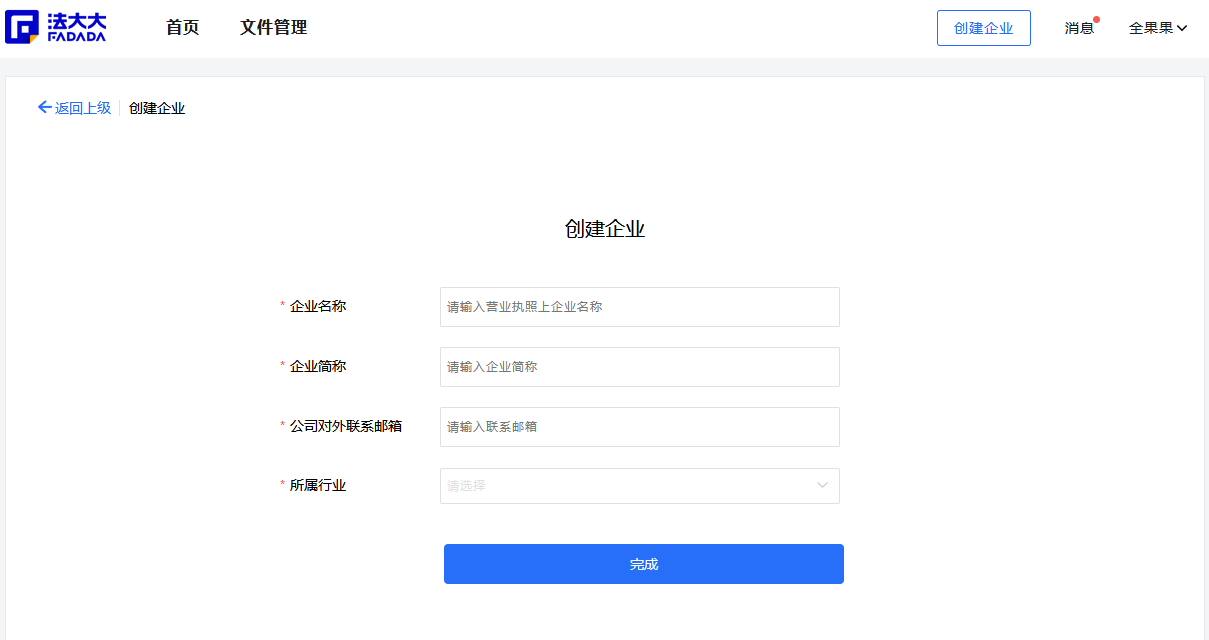 法大大 FADADA 首页 文件管理 创建企业 消息 全果果
返回上级 创建企业
创建企业
* 企业名称 请输入营业执照上企业名称
* 企业简称 请输入企业简称
* 公司对外联系邮箱 请输入联系邮箱
* 所属行业 请选择
完成